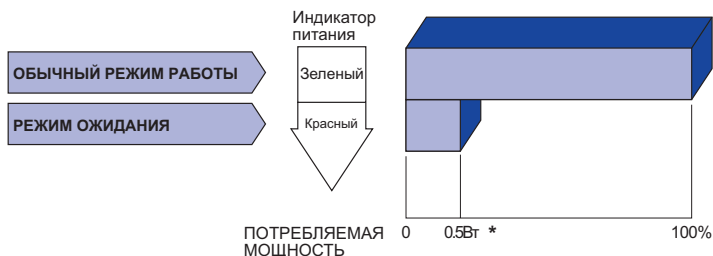 Индикатор
питания
ОБЫЧНЫЙ РЕЖИМ РАБОТЫ
Зеленый
РЕЖИМ ОЖИДАНИЯ
Красный
ПОТРЕБЛЯЕМАЯ
МОЩНОСТЬ
0 0.5Вт * 100%